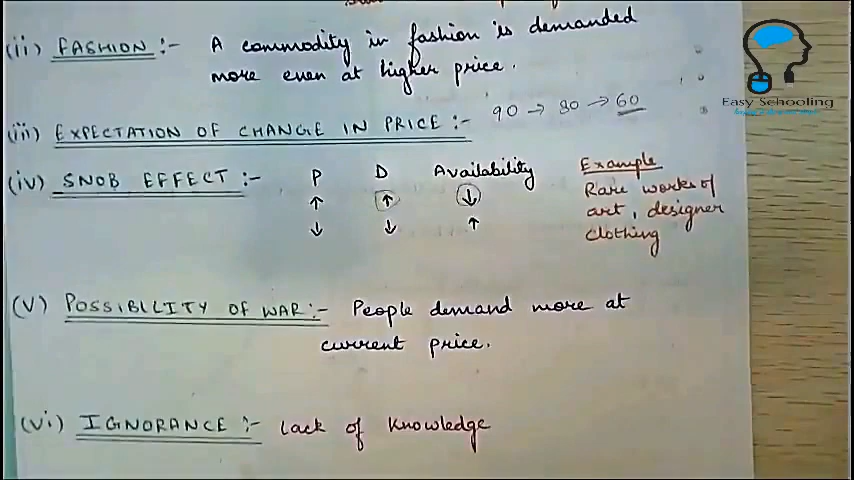 (ii) FASHION :- A commodity in fashion is demanded
more even at higher price.
Easy Schooling
(iii) EXPECTATION OF CHANGE IN PRICE :- 90 → 80 → 60
(iv) SNOB EFFECT :- P D Availability
↑ ↑ ↓
↓ ↓ ↑
Example
Rare works of
art, designer
clothing
(V) POSSIBILITY OF WAR :- People demand more at
current price.
(vi) IGNORANCE :- Lack of Knowledge